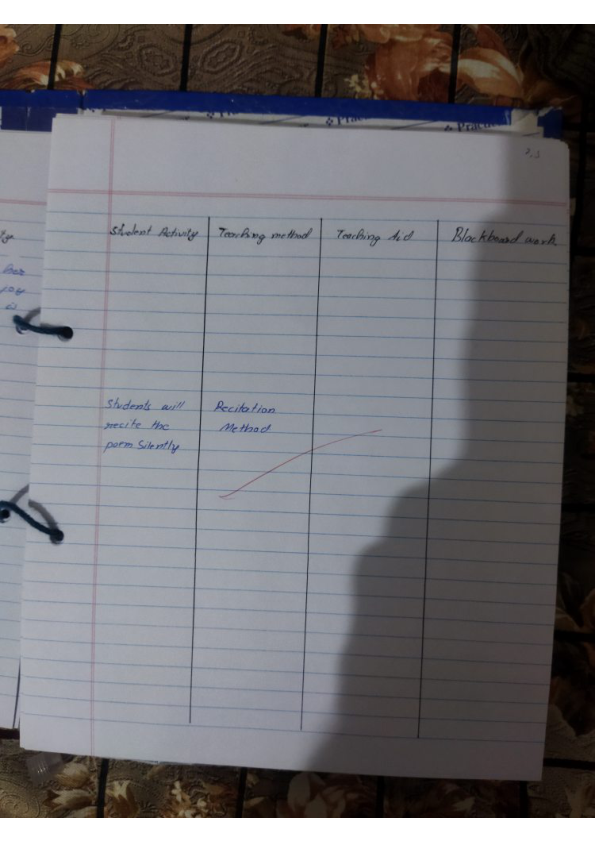 Student Activity Teaching method Teaching Aid Blackboard work
Students will Recitation
recite the Method
poem Silently